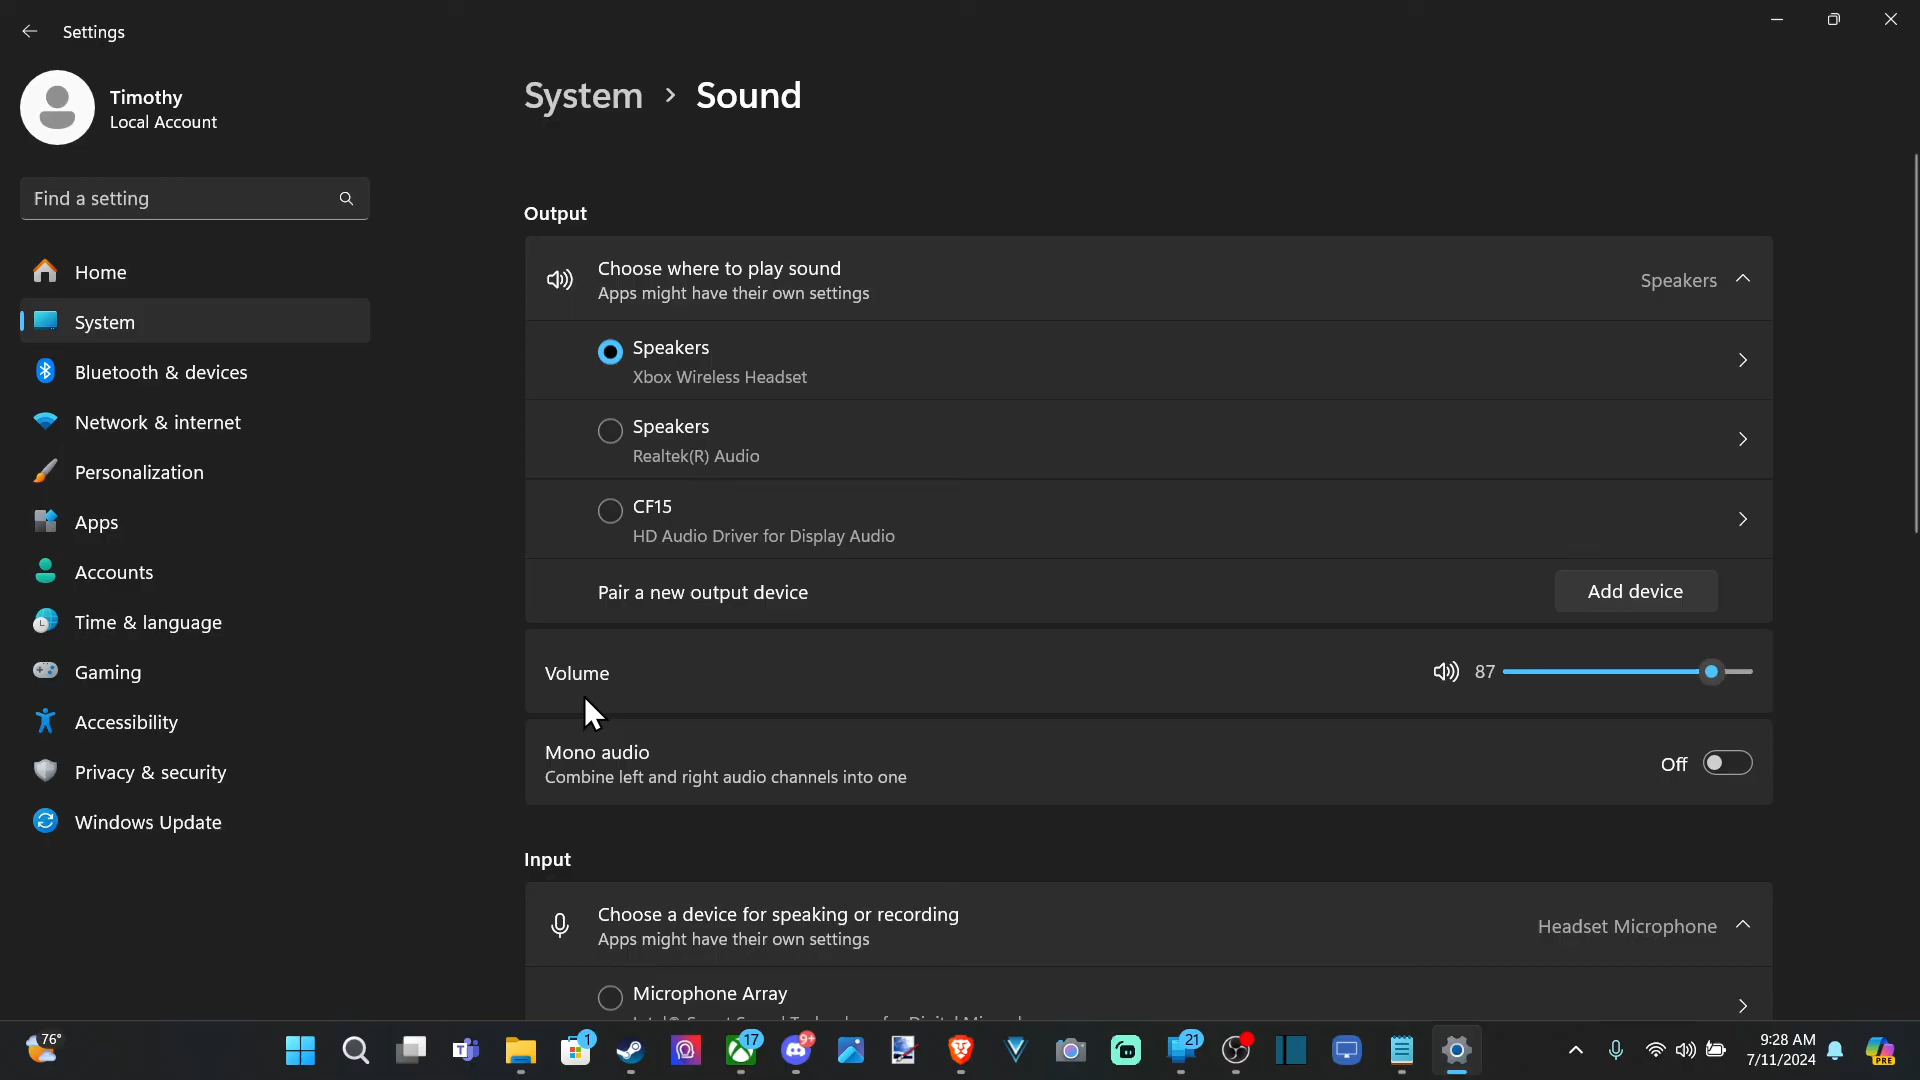 Settings
Timothy
Local Account
Find a setting
Home
System
Bluetooth & devices
Network & internet
Personalization
Apps
Accounts
Time & language
Gaming
Accessibility
Privacy & security
Windows Update
System > Sound
Output
Choose where to play sound
Apps might have their own settings
Speakers
Speakers
Xbox Wireless Headset
Speakers
Realtek(R) Audio
CF15
HD Audio Driver for Display Audio
Pair a new output device
Add device
Volume
87
Mono audio
Combine left and right audio channels into one
Off
Input
Choose a device for speaking or recording
Apps might have their own settings
Headset Microphone
Microphone Array
76°
1
17
9+
21
9:28 AM
7/11/2024
PRE